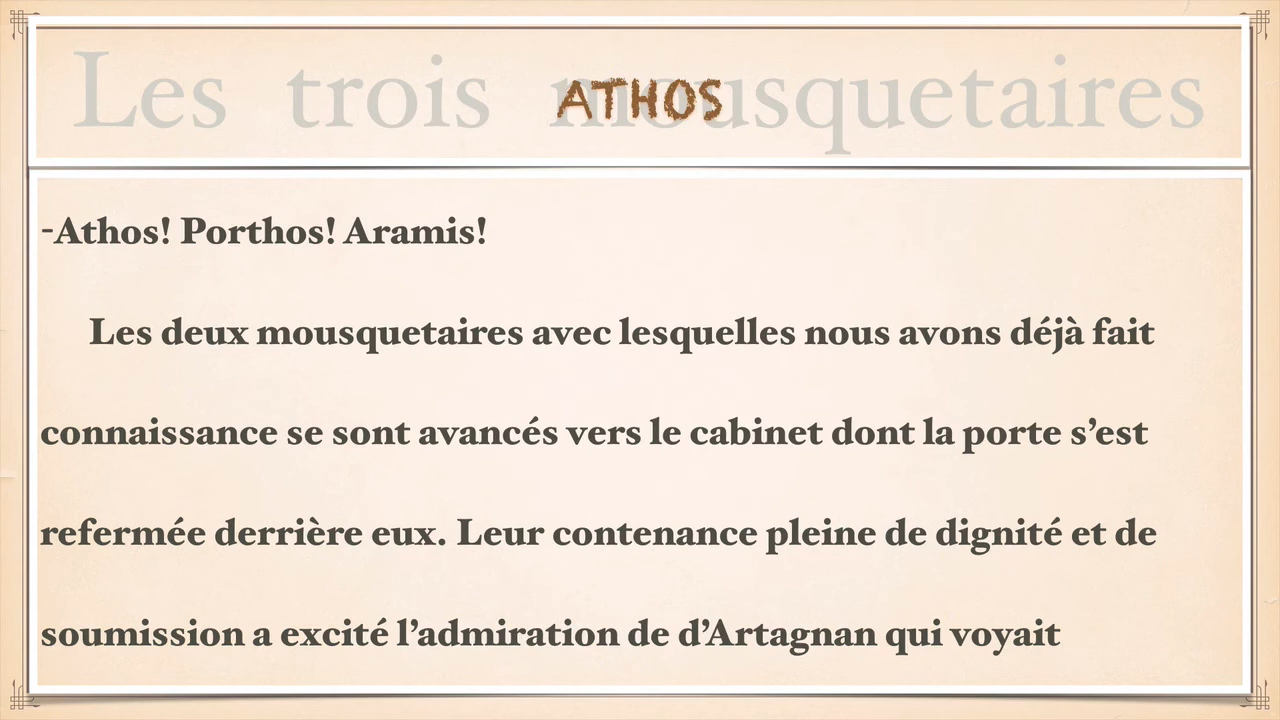 Les trois mousquetaires
ATHOS
-Athos! Porthos! Aramis!
Les deux mousquetaires avec lesquelles nous avons déjà fait
connaissance se sont avancés vers le cabinet dont la porte s’est
refermée derrière eux. Leur contenance pleine de dignité et de
soumission a excité l’admiration de d’Artagnan qui voyait